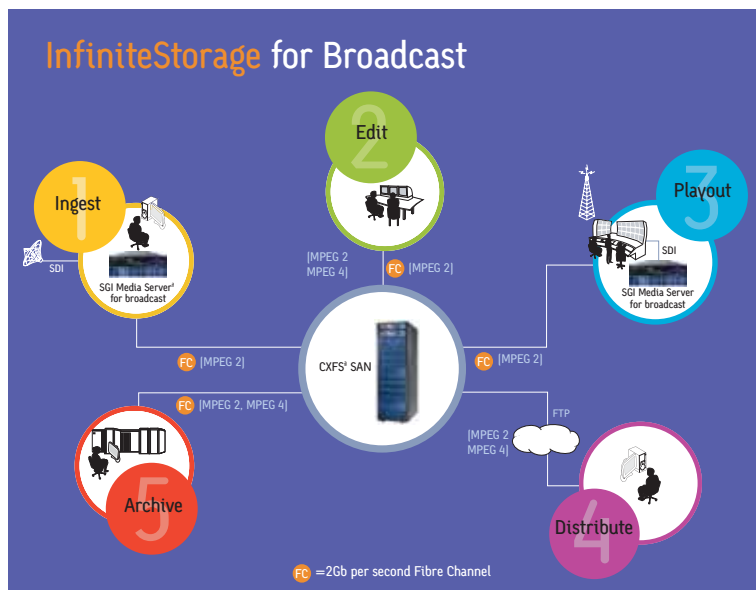 InfiniteStorage for Broadcast
1
Ingest
SDI
SGI Media Server²
for broadcast
2
Edit
[MPEG 2
MPEG 4]
FC [MPEG 2]
3
Playout
SDI
SGI Media Server
for broadcast
FC [MPEG 2]
CXFSª SAN
FC [MPEG 2]
FC [MPEG 2, MPEG 4]
5
Archive
FTP
[MPEG 2
MPEG 4]
4
Distribute
FC =2Gb per second Fibre Channel